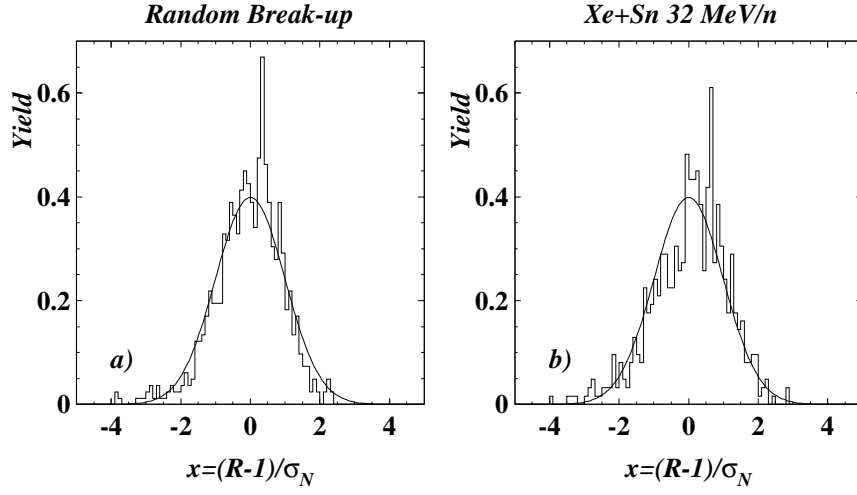 Random Break-up
Yield
0.6
0.4
0.2
0
a)
-4 -2 0 2 4
x=(R-1)/σN
Xe+Sn 32 MeV/n
Yield
0.6
0.4
0.2
0
b)
-4 -2 0 2 4
x=(R-1)/σN